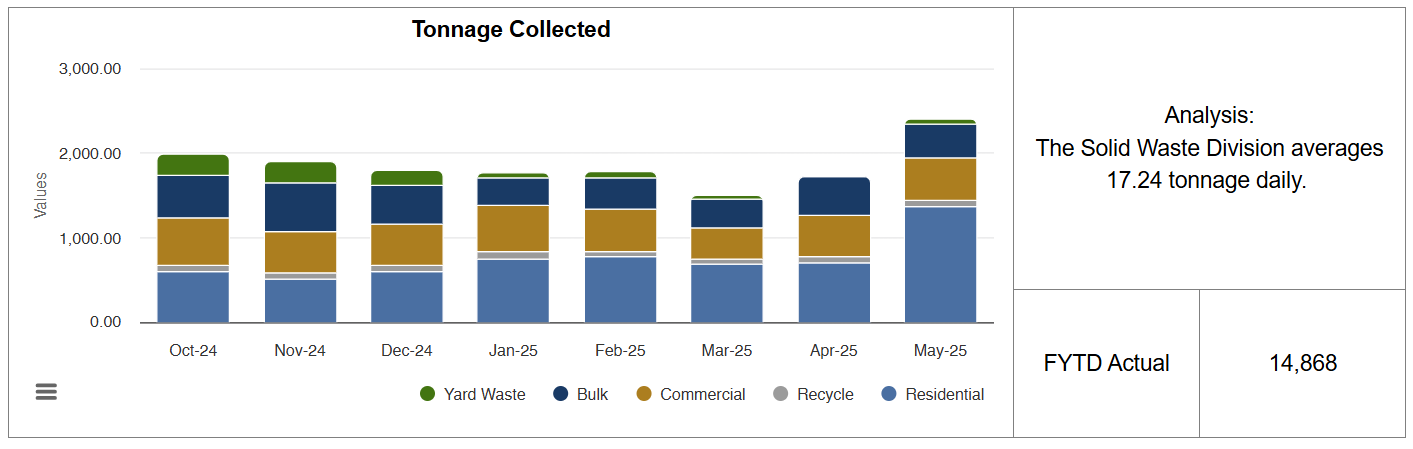 Tonnage Collected
3,000.00
2,000.00
1,000.00
0.00
Values
Oct-24
Nov-24
Dec-24
Jan-25
Feb-25
Mar-25
Apr-25
May-25
Yard Waste
Bulk
Commercial
Recycle
Residential
Analysis:
The Solid Waste Division averages
17.24 tonnage daily.
FYTD Actual
14,868